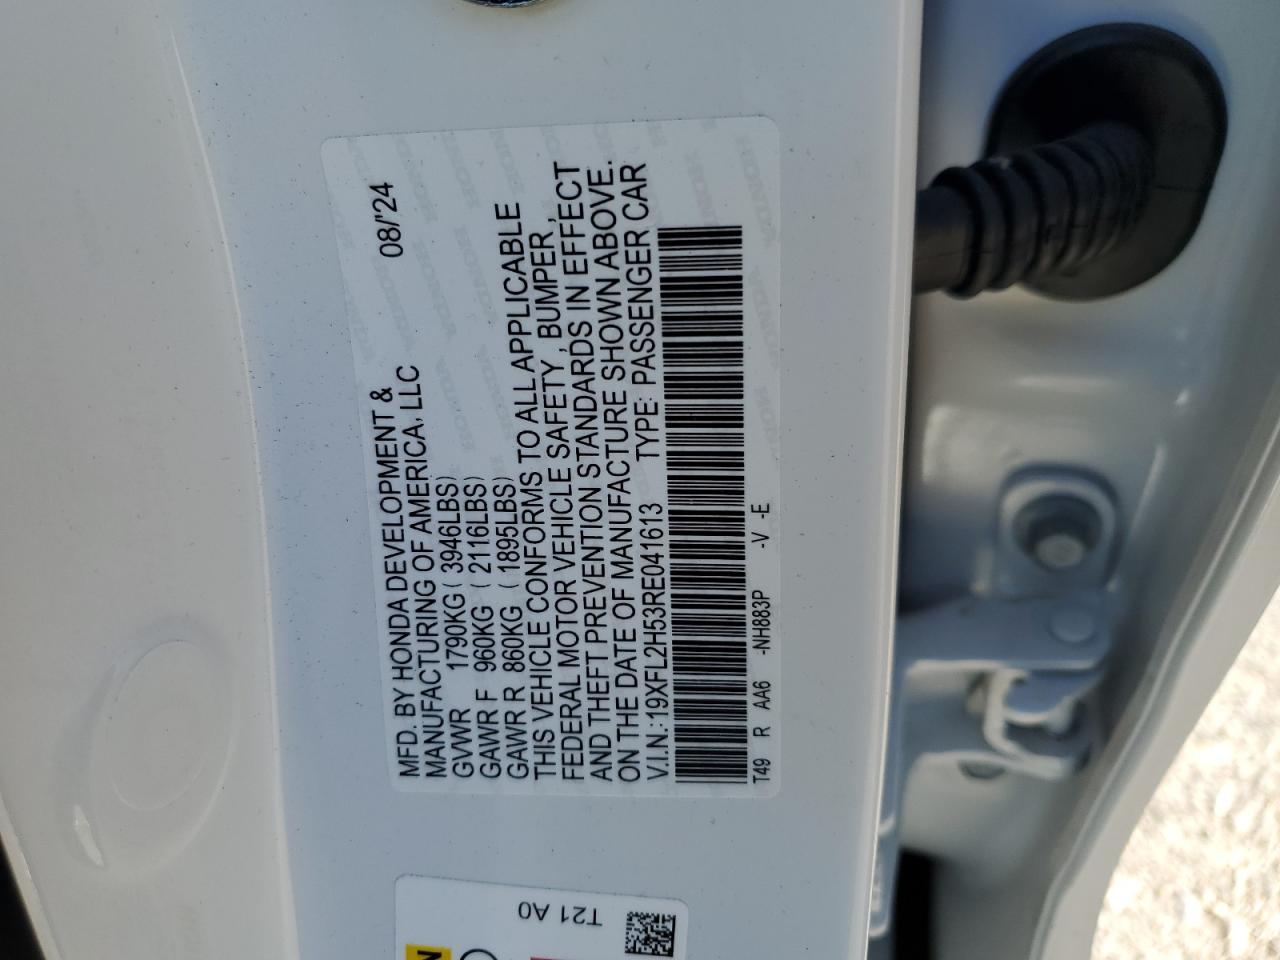 MFD. BY HONDA DEVELOPMENT & 08/'24
MANUFACTURING OF AMERICA, LLC
GVWR 1790KG ( 3946LBS)
GAWR F 960KG ( 2116LBS)
GAWR R 860KG ( 1895LBS)
THIS VEHICLE CONFORMS TO ALL APPLICABLE
FEDERAL MOTOR VEHICLE SAFETY , BUMPER ,
AND THEFT PREVENTION STANDARDS IN EFFECT
ON THE DATE OF MANUFACTURE SHOWN ABOVE.
V.I.N.:19XFL2H53RE041613 TYPE: PASSENGER CAR
T49 R AA6 -NH883P -V -E
T21 A0